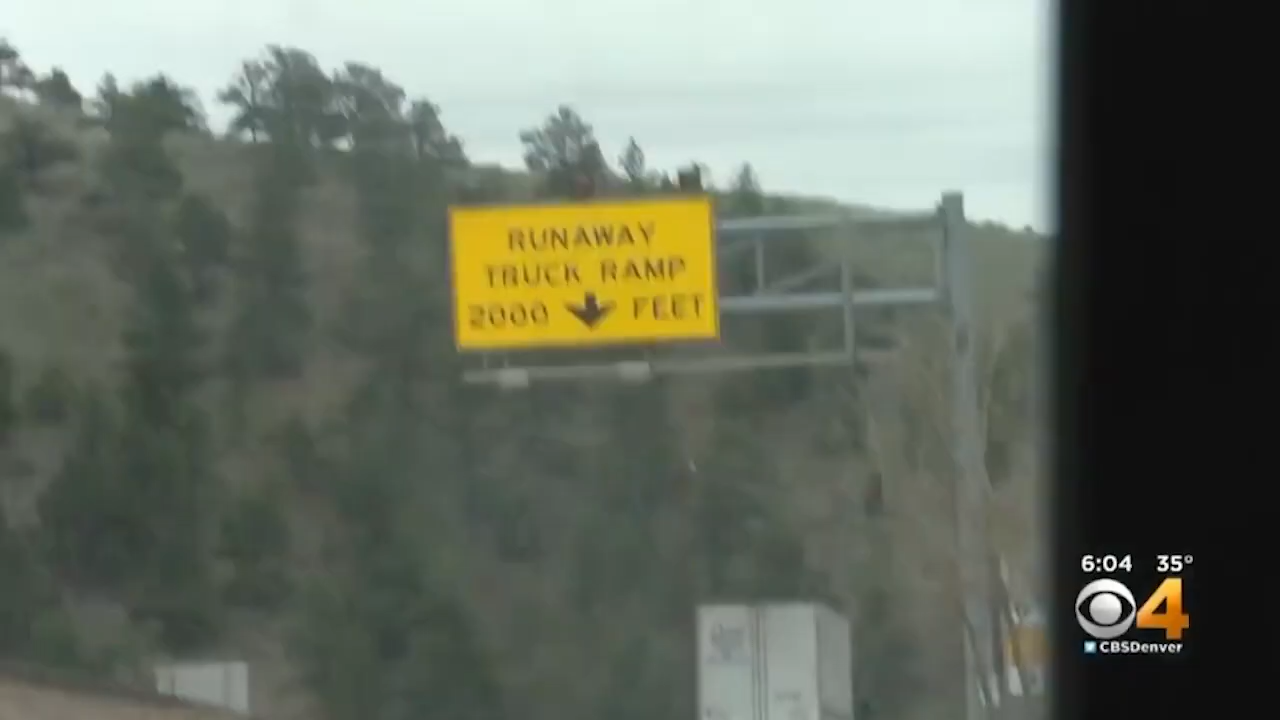 RUNAWAY
TRUCK RAMP
2000 FEET
6:04 35°
4
CBSDenver